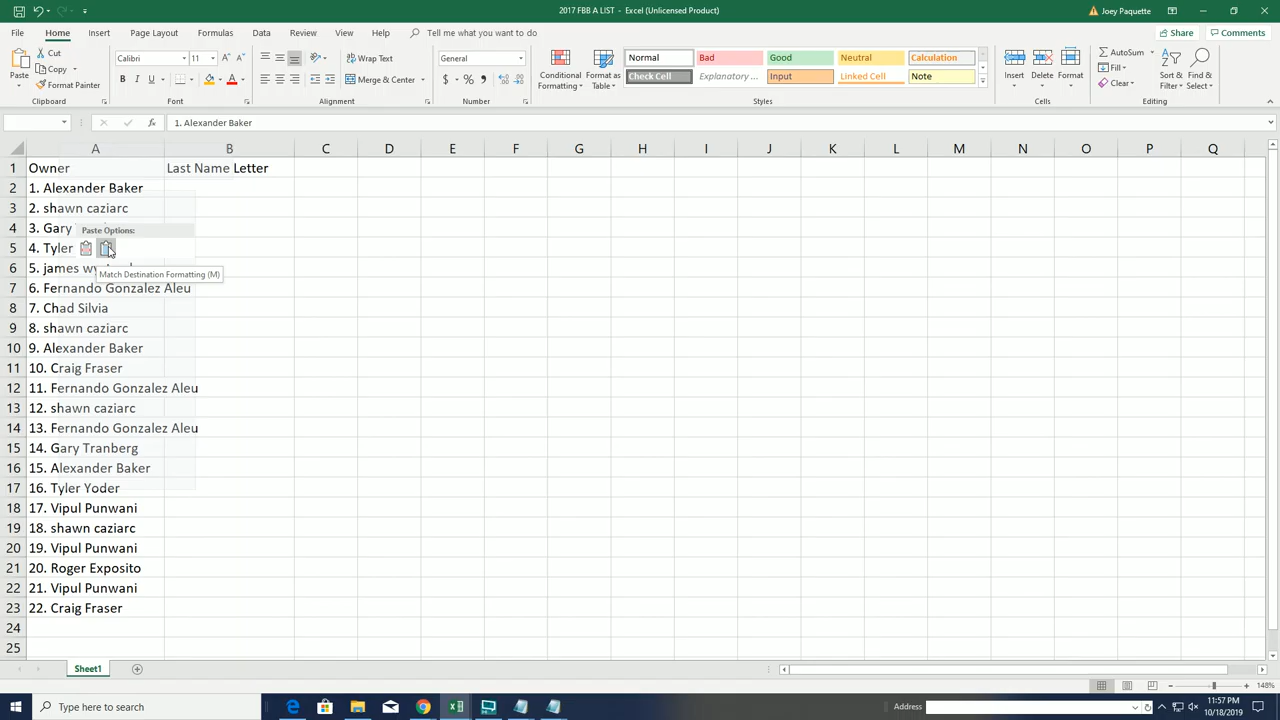 2017 FBB A LIST - Excel (Unlicensed Product)
Joey Paquette
File Home Insert Page Layout Formulas Data Review View Help Tell me what you want to do
Share Comments
Paste
Cut
Copy
Format Painter
Clipboard
Calibri 11
B I U
Font
Wrap Text
Merge & Center
Alignment
General
$ %
Number
Conditional Formatting
Format as Table
Normal Bad Good Neutral Calculation
Check Cell Explanatory ... Input Linked Cell Note
Styles
Insert Delete Format
Cells
AutoSum
Fill
Clear
Sort & Filter
Find & Select
Editing
1. Alexander Baker
A B C D E F G H I J K L M N O P Q
1 Owner Last Name Letter
2 1. Alexander Baker
3 2. shawn caziarc
4 3. Gary
Paste Options:
5 4. Tyler
6 5. james
Match Destination Formatting (M)
7 6. Fernando Gonzalez Aleu
8 7. Chad Silvia
9 8. shawn caziarc
10 9. Alexander Baker
11 10. Craig Fraser
12 11. Fernando Gonzalez Aleu
13 12. shawn caziarc
14 13. Fernando Gonzalez Aleu
15 14. Gary Tranberg
16 15. Alexander Baker
17 16. Tyler Yoder
18 17. Vipul Punwani
19 18. shawn caziarc
20 19. Vipul Punwani
21 20. Roger Exposito
22 21. Vipul Punwani
23 22. Craig Fraser
24
25
Sheet1
148%
Type here to search
Address
11:57 PM
10/18/2019